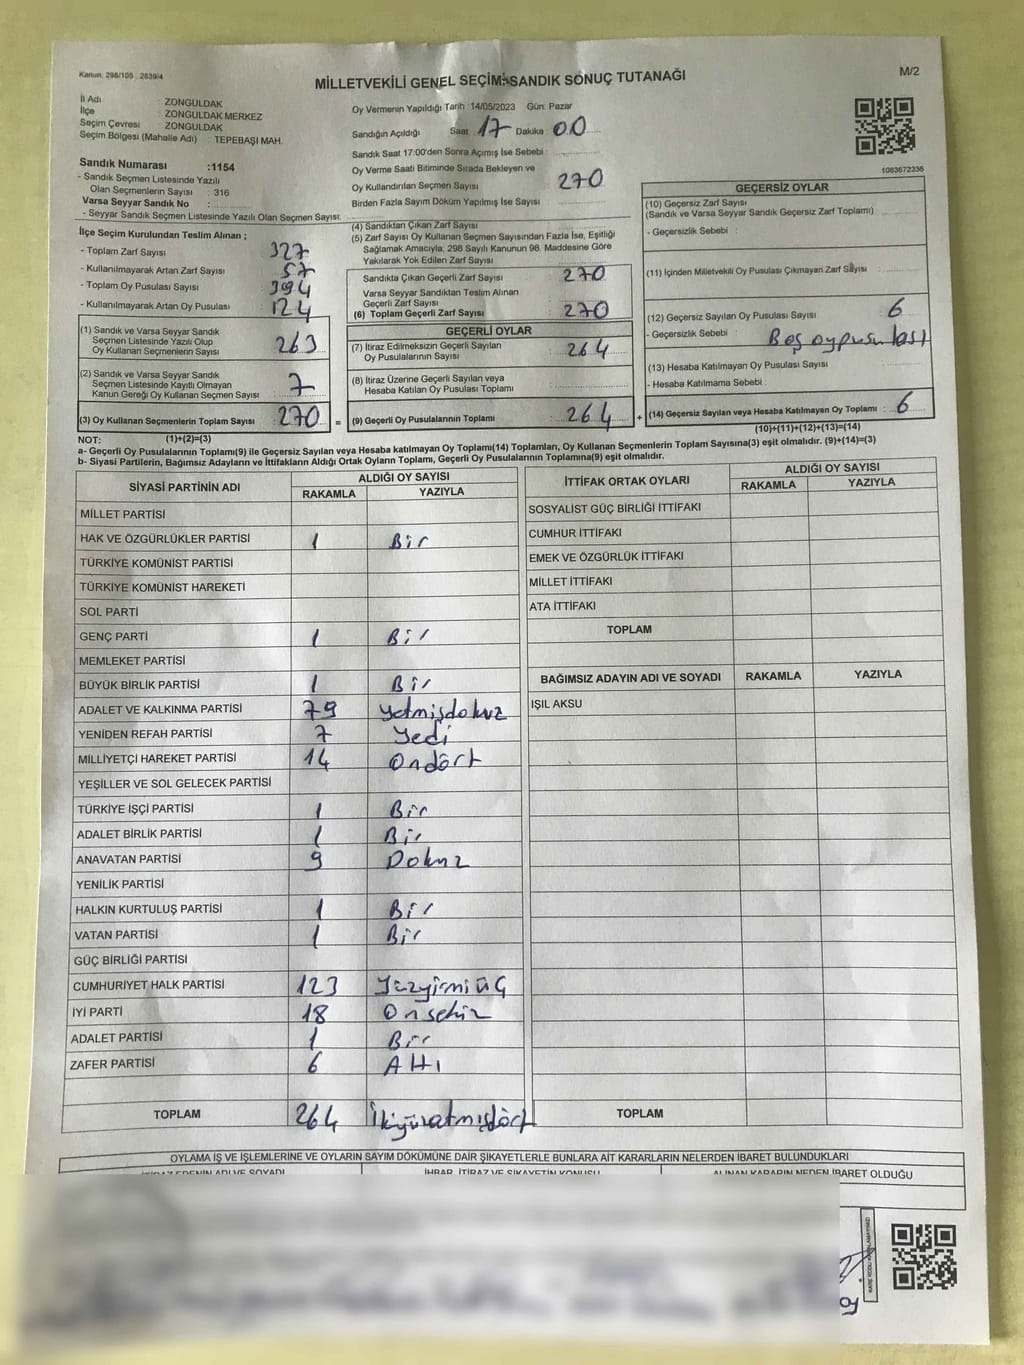 Kanun, 298/105 , 2839/4
MİLLETVEKİLİ GENEL SEÇİMİ SANDIK SONUÇ TUTANAĞI
M/2
İl Adı : ZONGULDAK
İlçe : ZONGULDAK MERKEZ
Seçim Çevresi : ZONGULDAK
Seçim Bölgesi (Mahalle Adı) : TEPEBAŞI MAH.
Sandık Numarası :1154
- Sandık Seçmen Listesinde Yazılı
Olan Seçmenlerin Sayısı : 316
Varsa Seyyar Sandık No :
- Seyyar Sandık Seçmen Listesinde Yazılı Olan Seçmen Sayısı:
Oy Vermenin Yapıldığı Tarih :14/05/2023 Gün: Pazar
Sandığın Açıldığı Saat 17 Dakika 00
Sandık Saat 17:00'den Sonra Açımış İse Sebebi :
Oy Verme Saati Bitiminde Sırada Bekleyen ve
Oy Kullandırılan Seçmen Sayısı 270
Birden Fazla Sayım Döküm Yapılmış İse Sayısı :
1083672336
İlçe Seçim Kurulundan Teslim Alınan ;
- Toplam Zarf Sayısı 327
- Kullanılmayarak Artan Zarf Sayısı 57
- Toplam Oy Pusulası Sayısı 394
- Kullanılmayarak Artan Oy Pusulası 124
(1) Sandık ve Varsa Seyyar Sandık
Seçmen Listesinde Yazılı Olup
Oy Kullanan Seçmenlerin Sayısı 263
(2) Sandık ve Varsa Seyyar Sandık
Seçmen Listesinde Kayıtlı Olmayan
Kanun Gereği Oy Kullanan Seçmen Sayısı 7
(3) Oy Kullanan Seçmenlerin Toplam Sayısı 270 =
(4) Sandıktan Çıkan Zarf Sayısı
(5) Zarf Sayısı Oy Kullanan Seçmen Sayısından Fazla İse, Eşitliği
Sağlamak Amacıyla, 298 Sayılı Kanunun 98. Maddesine Göre
Yakılarak Yok Edilen Zarf Sayısı
Sandıkta Çıkan Geçerli Zarf Sayısı 270
Varsa Seyyar Sandıktan Teslim Alınan
Geçerli Zarf Sayısı
(6) Toplam Geçerli Zarf Sayısı 270
GEÇERLİ OYLAR
(7) İtiraz Edilmeksizin Geçerli Sayılan
Oy Pusulalarının Sayısı 264
(8) İtiraz Üzerine Geçerli Sayılan veya
Hesaba Katılan Oy Pusulası Toplamı
(9) Geçerli Oy Pusulalarının Toplamı 264 +
GEÇERSİZ OYLAR
(10) Geçersiz Zarf Sayısı
(Sandık ve Varsa Seyyar Sandık Geçersiz Zarf Toplamı) :
- Geçersizlik Sebebi :
(11) İçinden Milletvekili Oy Pusulası Çıkmayan Zarf Sayısı
(12) Geçersiz Sayılan Oy Pusulası Sayısı 6
- Geçersizlik Sebebi : Boş oypusulası
(13) Hesaba Katılmayan Oy Pusulası Sayısı
- Hesaba Katılmama Sebebi :
(14) Geçersiz Sayılan veya Hesaba Katılmayan Oy Toplamı : 6
NOT: (1)+(2)=(3)
(10)+(11)+(12)+(13)=(14)
a- Geçerli Oy Pusulaları Toplamı(9) ile Geçersiz Sayılan veya Hesaba katılmayan Oy Toplamı(14) Toplamları, Oy Kullanan Seçmenlerin Toplam Sayısına(3) eşit olmalıdır. (9)+(14)=(3)
b- Siyasi Partilerin, Bağımsız Adayların ve İttifakların Aldığı Ortak Oyların Toplamı, Geçerli Oy Pusulalarının Toplamına(9) eşit olmalıdır.
SİYASİ PARTİNİN ADI ALDIĞI OY SAYISI
RAKAMLA YAZIYLA
MİLLET PARTİSİ
HAK VE ÖZGÜRLÜKLER PARTİSİ 1 Bir
TÜRKİYE KOMÜNİST PARTİSİ
TÜRKİYE KOMÜNİST HAREKETİ
SOL PARTİ
GENÇ PARTİ 1 Bir
MEMLEKET PARTİSİ
BÜYÜK BİRLİK PARTİSİ 1 Bir
ADALET VE KALKINMA PARTİSİ 79 yetmişdokuz
YENİDEN REFAH PARTİSİ 7 Yedi
MİLLİYETÇİ HAREKET PARTİSİ 14 Ondört
YEŞİLLER VE SOL GELECEK PARTİSİ
TÜRKİYE İŞÇİ PARTİSİ 1 Bir
ADALET BİRLİK PARTİSİ 1 Bir
ANAVATAN PARTİSİ 9 Dokuz
YENİLİK PARTİSİ
HALKIN KURTULUŞ PARTİSİ 1 Bir
VATAN PARTİSİ 1 Bir
GÜÇ BİRLİĞİ PARTİSİ
CUMHURİYET HALK PARTİSİ 123 Yüzyirmi üç
İYİ PARTİ 18 Onsekiz
ADALET PARTİSİ 1 Bir
ZAFER PARTİSİ 6 Altı
TOPLAM 264 İkiyüzatmışdört
İTTİFAK ORTAK OYLARI ALDIĞI OY SAYISI
RAKAMLA YAZIYLA
SOSYALİST GÜÇ BİRLİĞİ İTTİFAKI
CUMHUR İTTİFAKI
EMEK VE ÖZGÜRLÜK İTTİFAKI
MİLLET İTTİFAKI
ATA İTTİFAKI
TOPLAM
BAĞIMSIZ ADAYIN ADI VE SOYADI RAKAMLA YAZIYLA
IŞIL AKSU
TOPLAM
OYLAMA İŞ VE İŞLEMLERİNE VE OYLARIN SAYIM DÖKÜMÜNE DAİR ŞİKAYETLERLE BUNLARA AİT KARARLARIN NELERDEN İBARET BULUNDUKLARI
İTİRAZ EDENİN ADI VE SOYADI İHBAR, İTİRAZ VE ŞİKAYETİN KONUSU ALINAN KARARIN NEDEN İBARET OLDUĞU